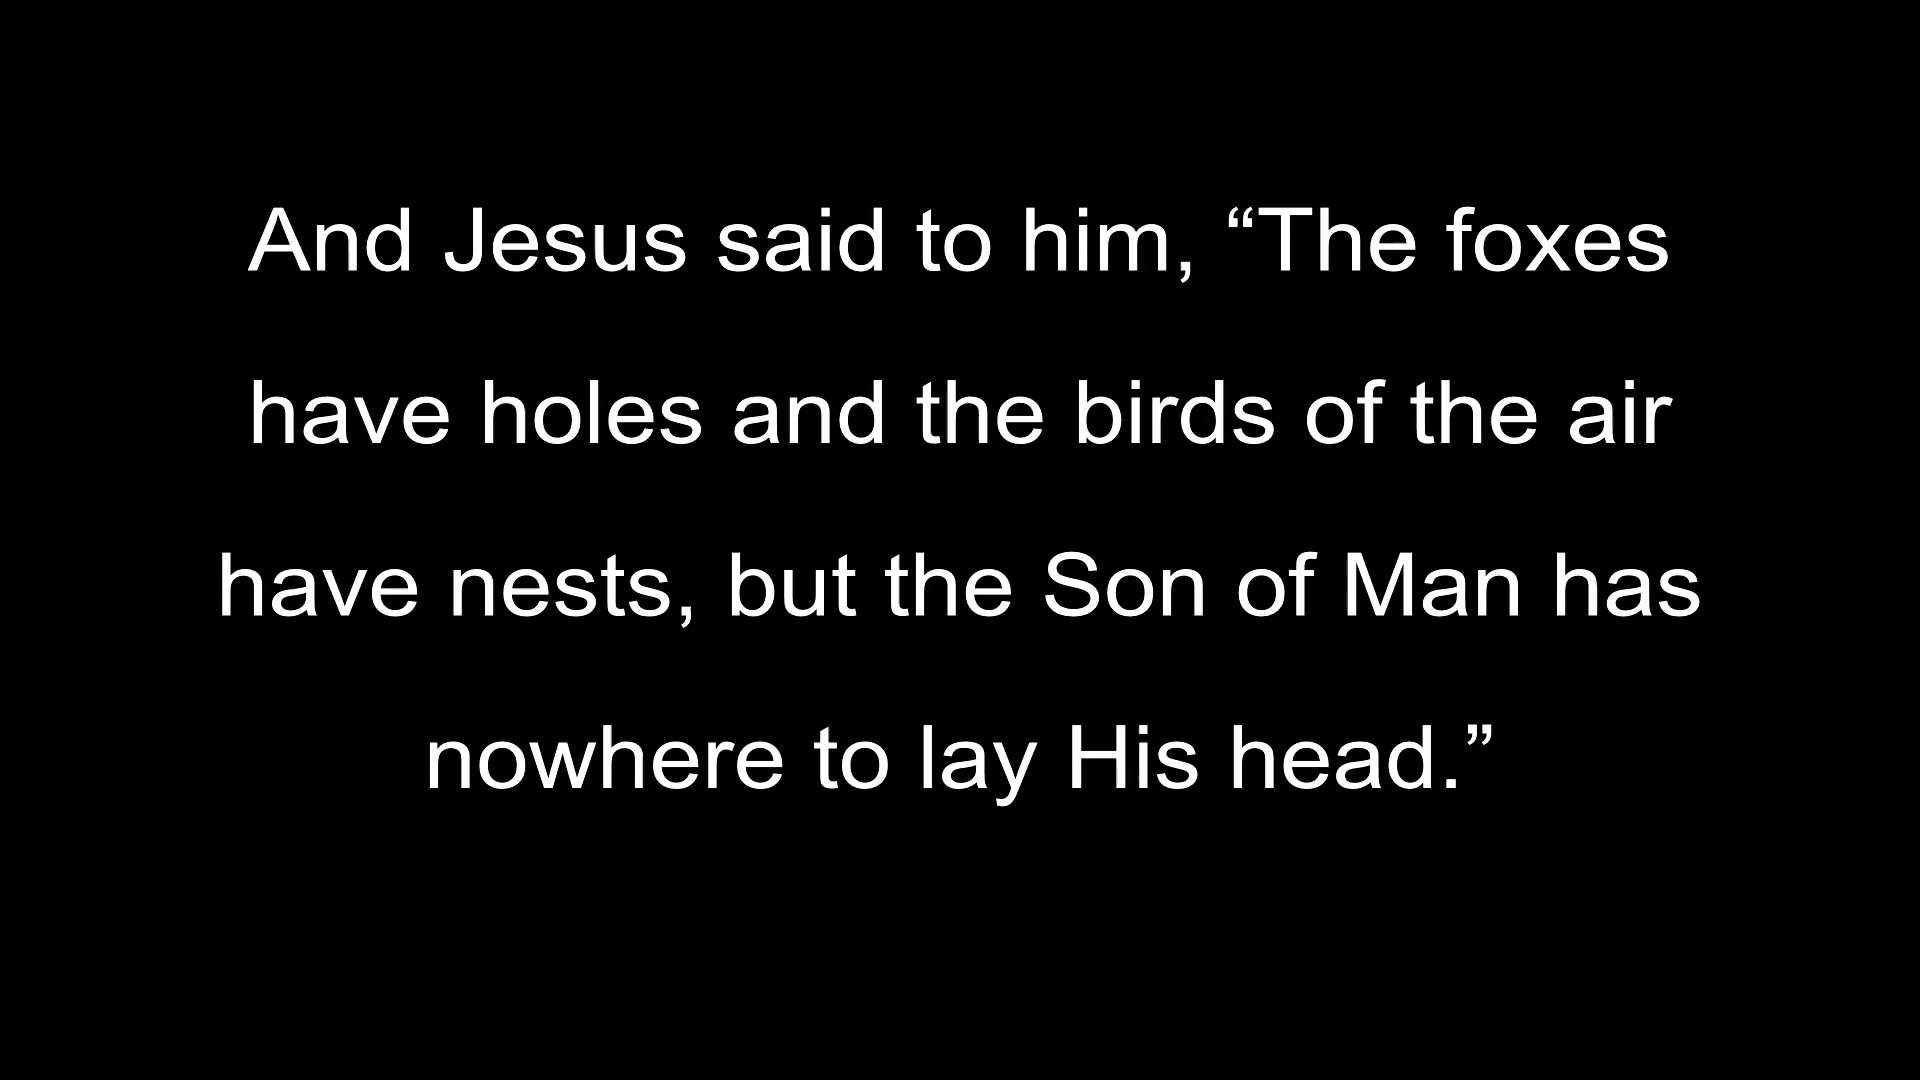 And Jesus said to him, “The foxes
have holes and the birds of the air
have nests, but the Son of Man has
nowhere to lay His head.”